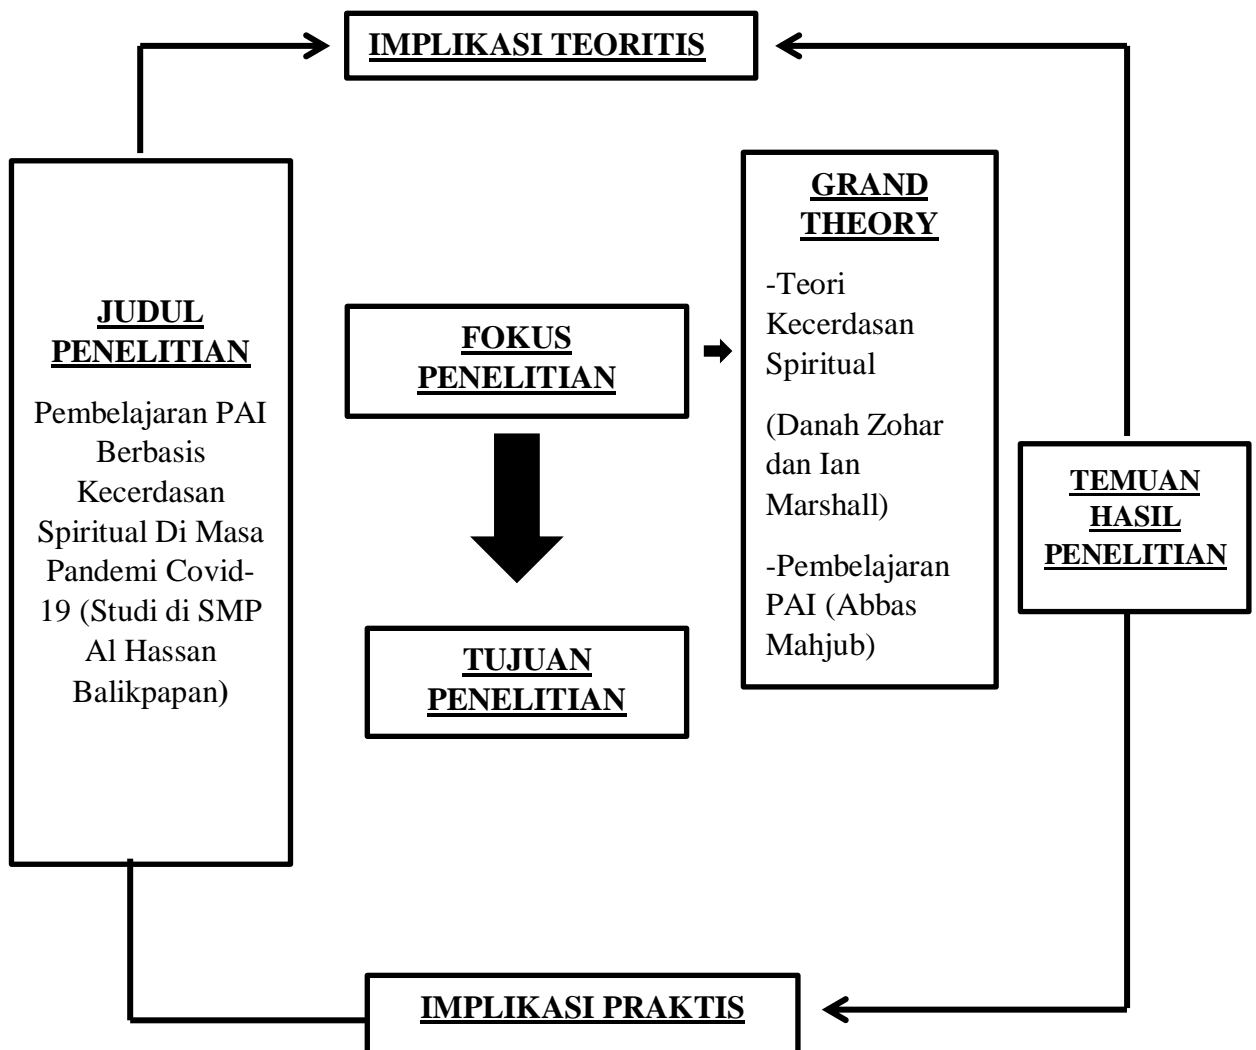 IMPLIKASI TEORITIS
JUDUL
PENELITIAN
Pembelajaran PAI
Berbasis
Kecerdasan
Spiritual Di Masa
Pandemi Covid-
19 (Studi di SMP
Al Hassan
Balikpapan)
FOKUS
PENELITIAN
TUJUAN
PENELITIAN
GRAND
THEORY
-Teori
Kecerdasan
Spiritual
(Danah Zohar
dan Ian
Marshall)
-Pembelajaran
PAI (Abbas
Mahjub)
TEMUAN
HASIL
PENELITIAN
IMPLIKASI PRAKTIS